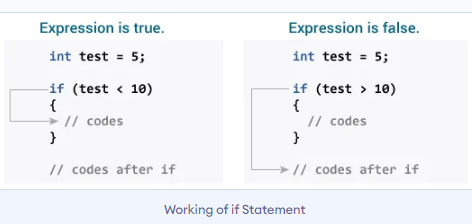 Expression is true.
int test = 5;
if (test < 10)
{
// codes
}
// codes after if
Expression is false.
int test = 5;
if (test > 10)
{
// codes
}
// codes after if
Working of if Statement